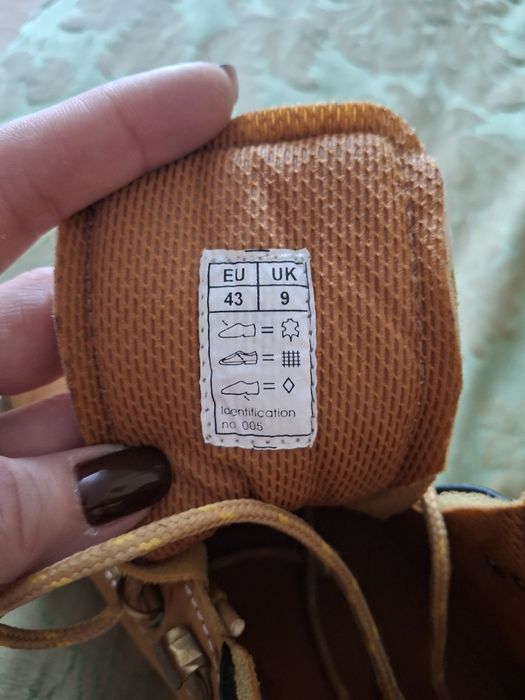 EU UK
43 9
=
=
=
Identification
no. 005